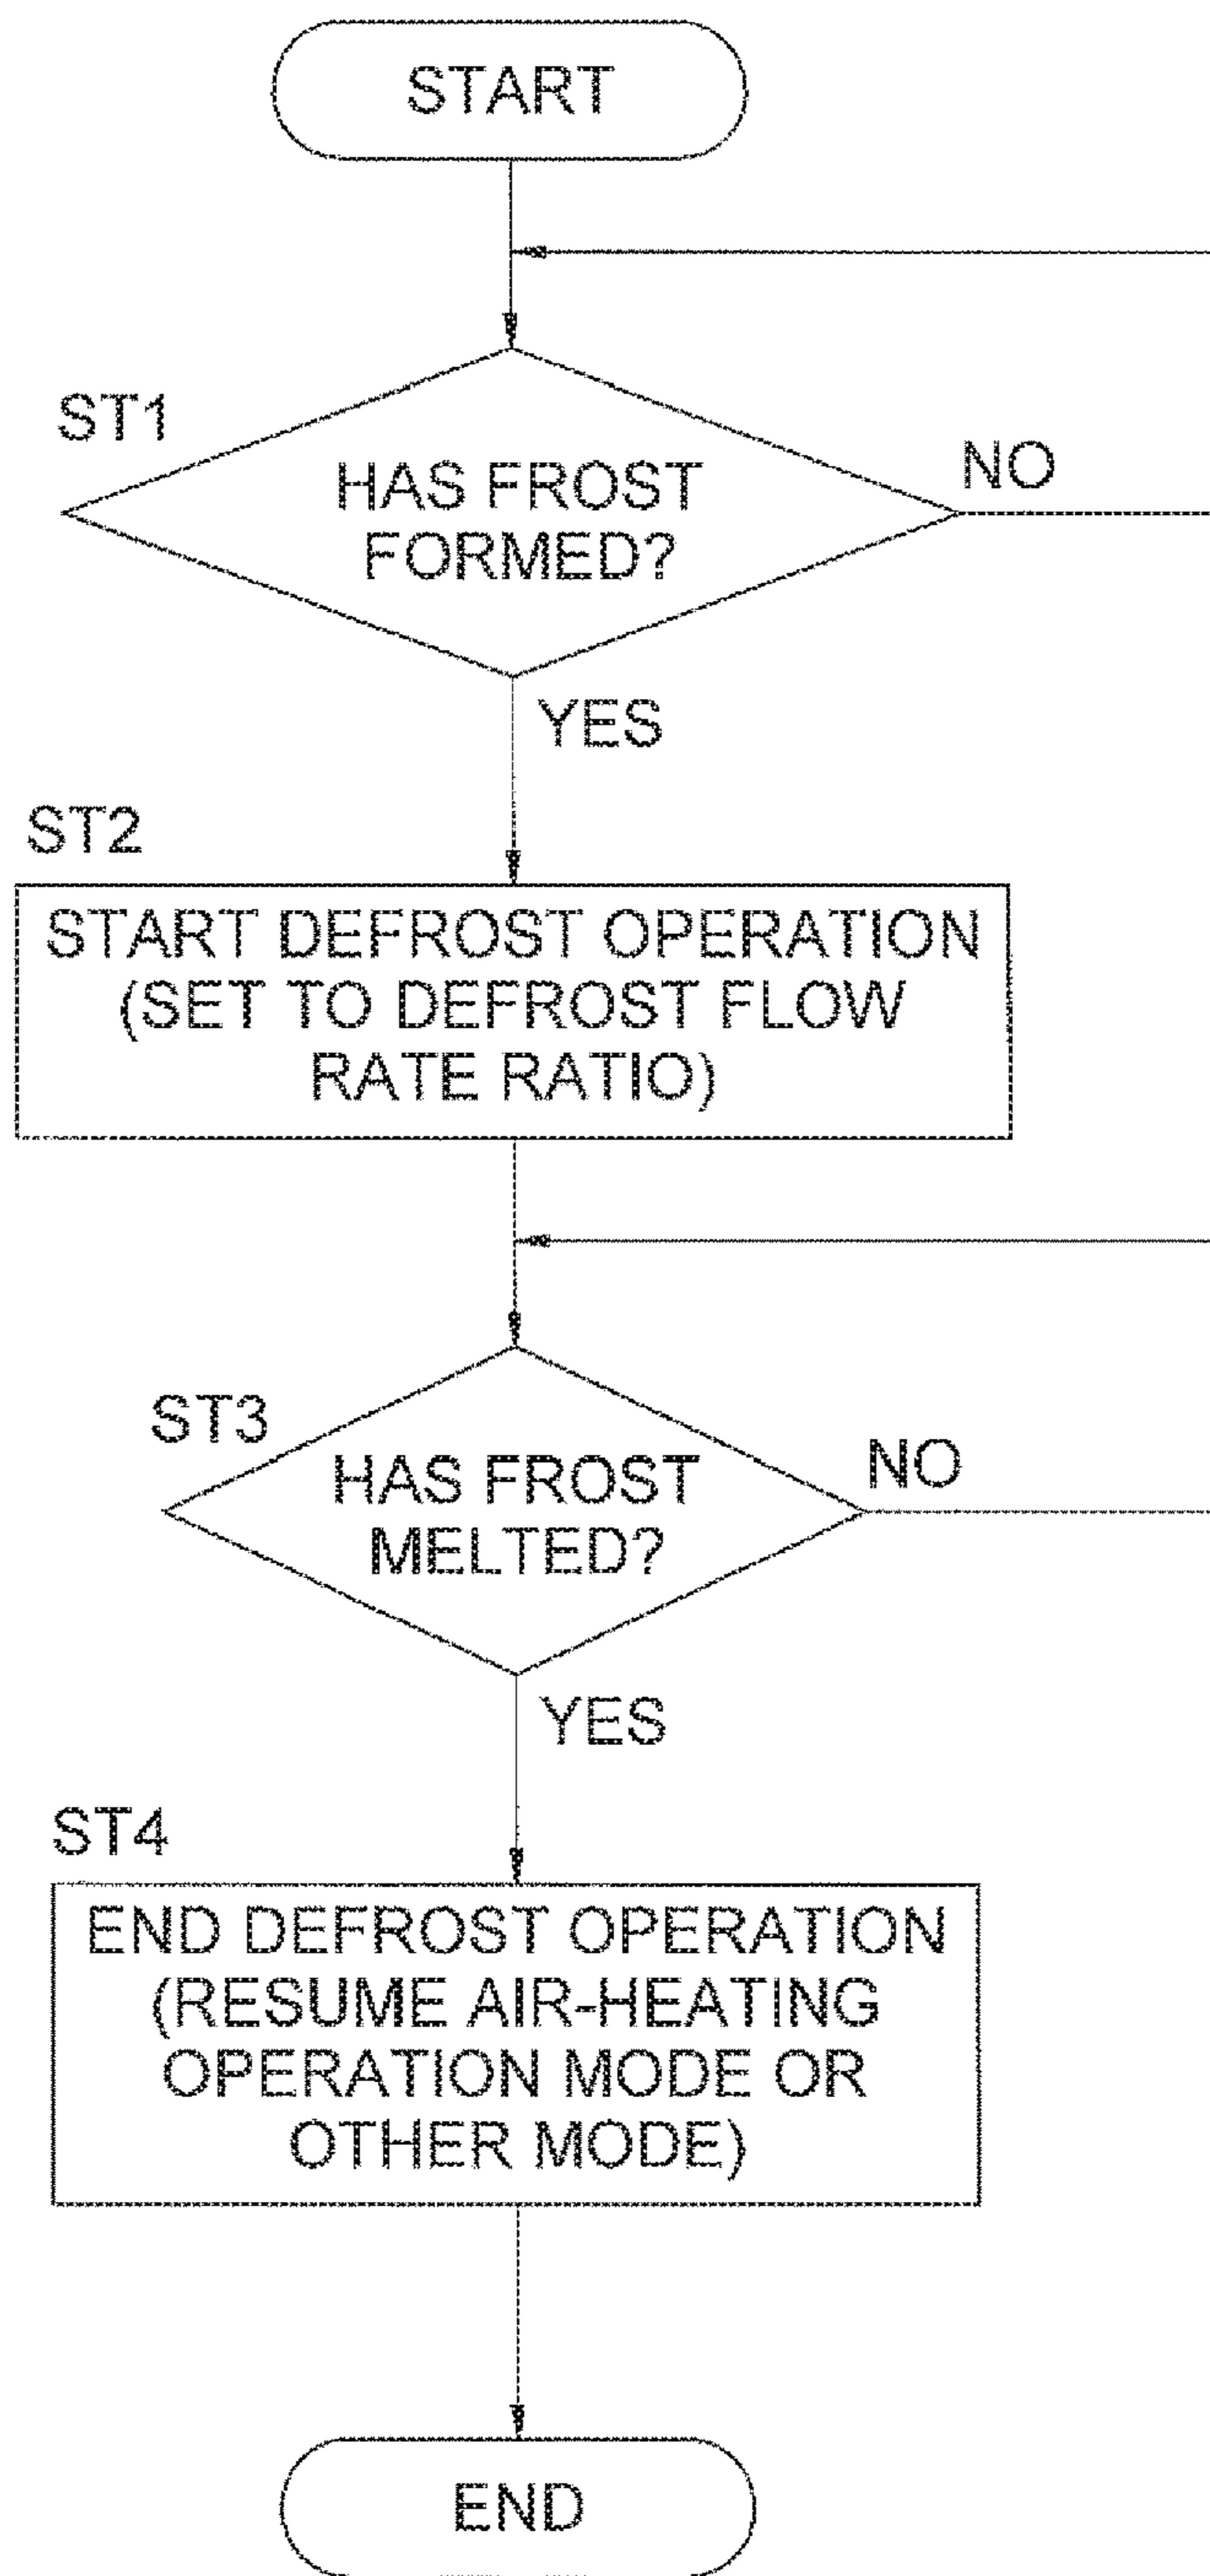 START
ST1
HAS FROST
FORMED?
NO
YES
ST2
START DEFROST OPERATION
(SET TO DEFROST FLOW
RATE RATIO)
ST3
HAS FROST
MELTED?
NO
YES
ST4
END DEFROST OPERATION
(RESUME AIR-HEATING
OPERATION MODE OR
OTHER MODE)
END